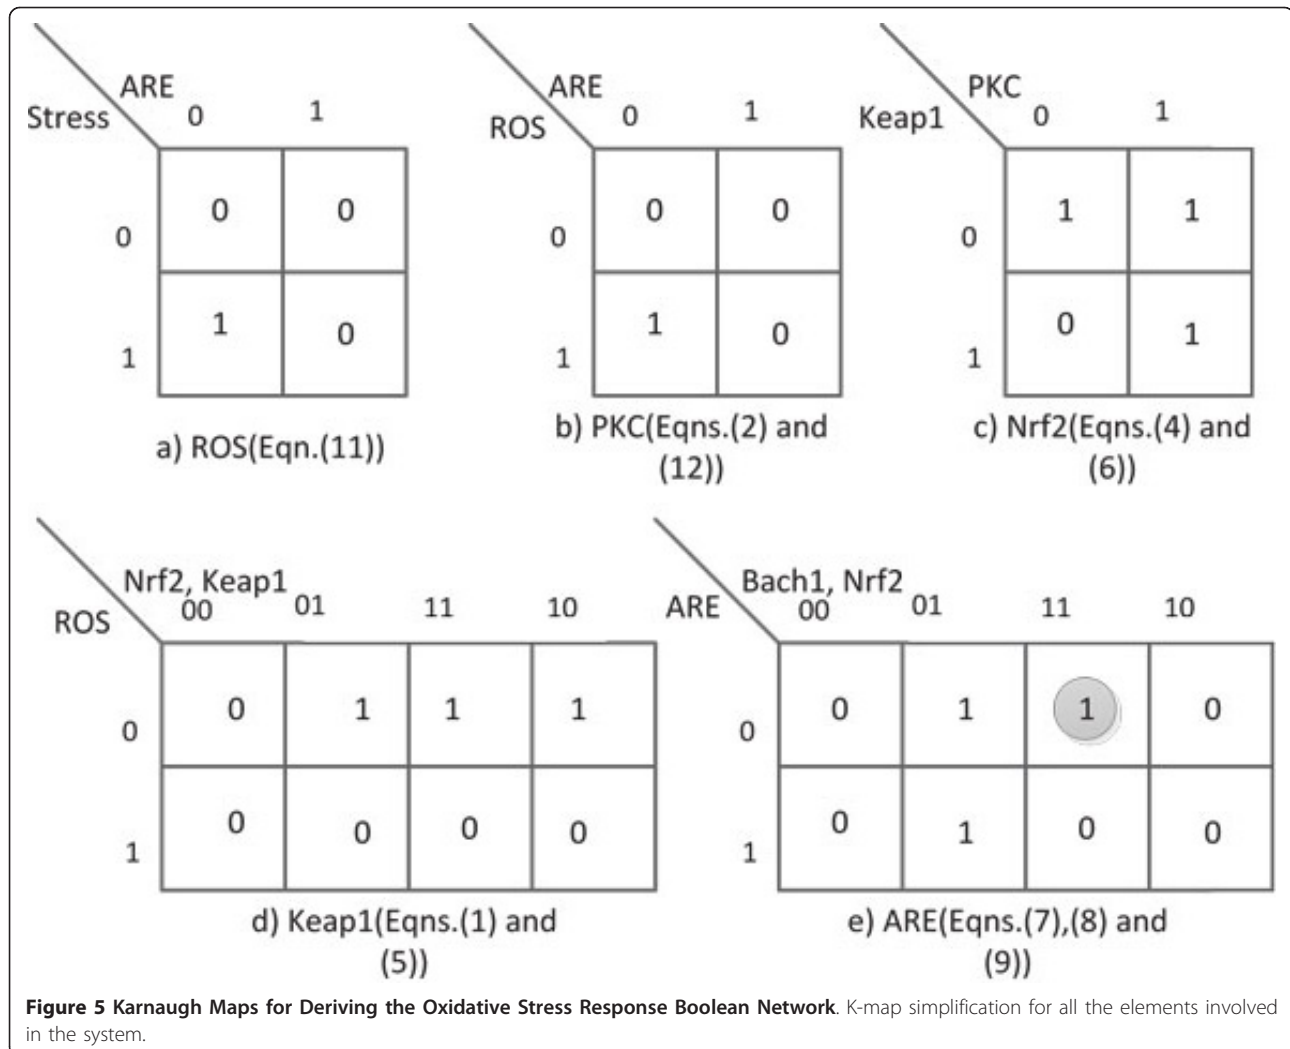 ARE
Stress
0 1
0 0 0
1 1 0
a) ROS(Eqn.(11))
ARE
ROS
0 1
0 0 0
1 1 0
b) PKC(Eqns.(2) and
(12))
PKC
Keap1
0 1
0 1 1
1 0 1
c) Nrf2(Eqns.(4) and
(6))
Nrf2, Keap1
ROS
00 01 11 10
0 0 1 1 1
1 0 0 0 0
d) Keap1(Eqns.(1) and
(5))
Bach1, Nrf2
ARE
00 01 11 10
0 0 1 1 0
1 0 1 0 0
e) ARE(Eqns.(7),(8) and
(9))
Figure 5 Karnaugh Maps for Deriving the Oxidative Stress Response Boolean Network. K-map simplification for all the elements involved
in the system.